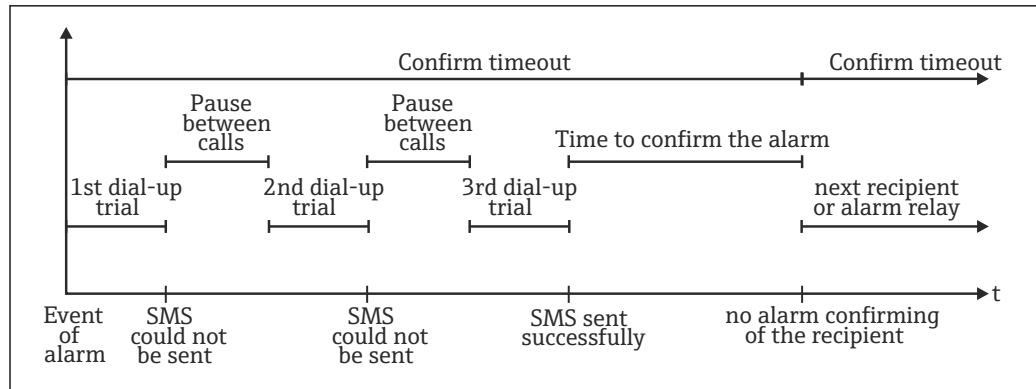 Confirm timeout
Confirm timeout
Pause
between
calls
Pause
between
calls
Time to confirm the alarm
1st dial-up
trial
2nd dial-up
trial
3rd dial-up
trial
next recipient
or alarm relay
t
Event
of
alarm
SMS
could not
be sent
SMS
could not
be sent
SMS sent
successfully
no alarm confirming
of the recipient